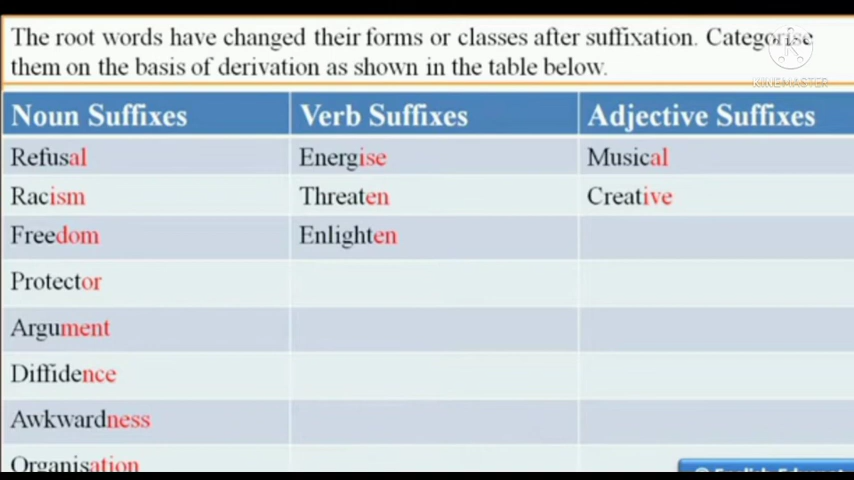 The root words have changed their forms or classes after suffixation. Categorise
them on the basis of derivation as shown in the table below.
KINEMASTER
Noun Suffixes Verb Suffixes Adjective Suffixes
Refusal Energise Musical
Racism Threaten Creative
Freedom Enlighten
Protector
Argument
Diffidence
Awkwardness
Organisation